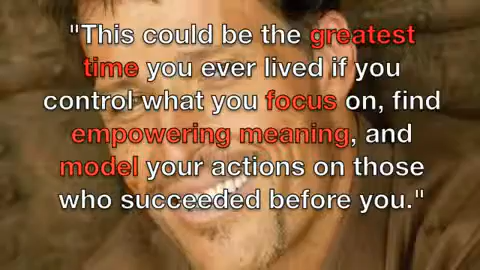 "This could be the greatest
time you ever lived if you
control what you focus on, find
empowering meaning, and
model your actions on those
who succeeded before you."